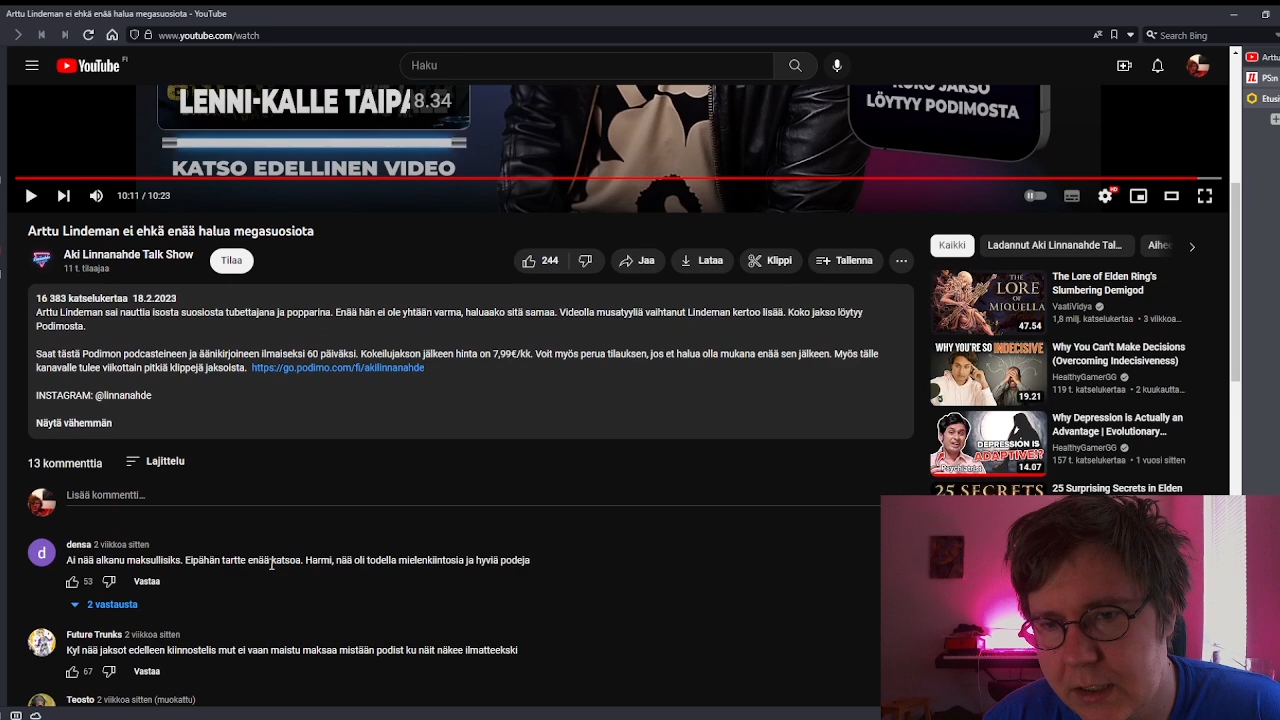 Arttu Lindeman ei ehkä enää halua megasuosiota - YouTube
www.youtube.com/watch
Search Bing
YouTube FI
Haku
Arttu
PSn
Etusi
LENNI-KALLE TAIPA
8.34
KATSO EDELLINEN VIDEO
KOKO JAKSO
LÖYTYY PODIMOSTA
10:11 / 10:23
HD
Arttu Lindeman ei ehkä enää halua megasuosiota
Aki Linnanahde Talk Show
11 t. tilaajaa
Tilaa
244
Jaa
Lataa
Klippi
Tallenna
16 383 katselukertaa 18.2.2023
Arttu Lindeman sai nauttia isosta suosiosta tubettajana ja popparina. Enää hän ei ole yhtään varma, haluaako sitä samaa. Videolla musatyyliä vaihtanut Lindeman kertoo lisää. Koko jakso löytyy
Podimosta.
Saat tästä Podimon podcasteineen ja äänikirjoineen ilmaiseksi 60 päiväksi. Kokeilujakson jälkeen hinta on 7,99€/kk. Voit myös perua tilauksen, jos et halua olla mukana enää sen jälkeen. Myös tälle
kanavalle tulee viikottain pitkiä klippejä jaksoista. https://go.podimo.com/fi/akilinnanahde
INSTAGRAM: @linnanahde
Näytä vähemmän
13 kommenttia
Lajittelu
Lisää kommentti...
densa 2 viikkoa sitten
Ai nää alkanu maksullisiks. Eipähän tartte enää katsoa. Harmi, nää oli todella mielenkiintosia ja hyviä podeja
53
Vastaa
2 vastausta
Future Trunks 2 viikkoa sitten
Kyl nää jaksot edelleen kiinnostelis mut ei vaan maistu maksaa mistään podist ku näit näkee ilmatteekski
67
Vastaa
Teosto 2 viikkoa sitten (muokattu)
Kaikki
Ladannut Aki Linnanahde Tal...
Aihee
THE
LORE
OF
MIQUELLA
47.54
The Lore of Elden Ring's
Slumbering Demigod
VaatiVidya
1,8 milj. katselukertaa • 3 viikkoa...
WHY YOU'RE SO INDECISIVE
19.21
Why You Can't Make Decisions
(Overcoming Indecisiveness)
HealthyGamerGG
119 t. katselukertaa • 2 kuukautta...
DEPRESSION IS
ADAPTIVE!?
Psychiatrist
14.07
Why Depression is Actually an
Advantage | Evolutionary...
HealthyGamerGG
157 t. katselukertaa • 1 vuosi sitten
25 SECRETS
25 Surprising Secrets in Elden